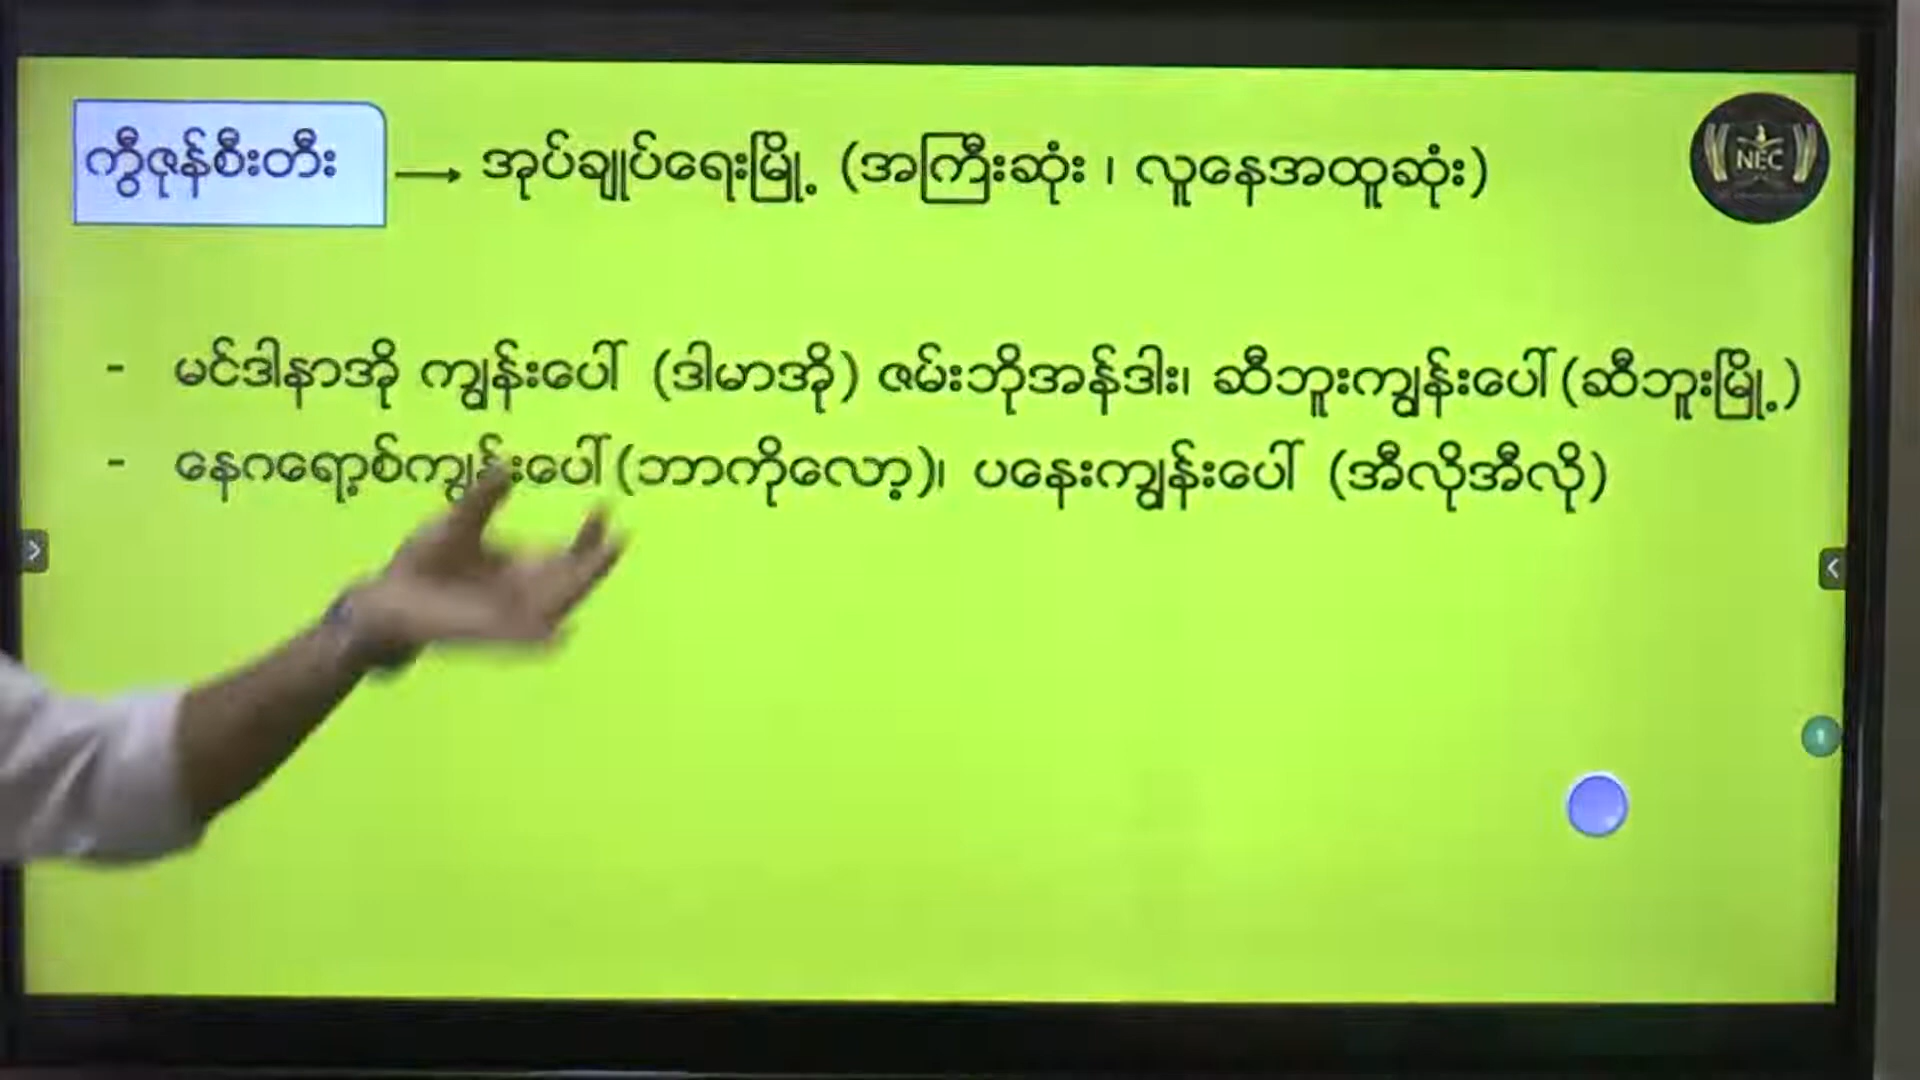 ကွီဇုန်စီးတီး → အုပ်ချုပ်ရေးမြို့ (အကြီးဆုံး ၊ လူနေအထူဆုံး)
NEC
- မင်ဒါနာအို ကျွန်းပေါ် (ဒါမာအို) ဇမ်းဘိုအန်ဒါး၊ ဆီဘူးကျွန်းပေါ် (ဆီဘူးမြို့)
- နေဂရော့စ်ကျွန်းပေါ် (ဘာကိုလော့)၊ ပနေးကျွန်းပေါ် (အီလိုအီလို)